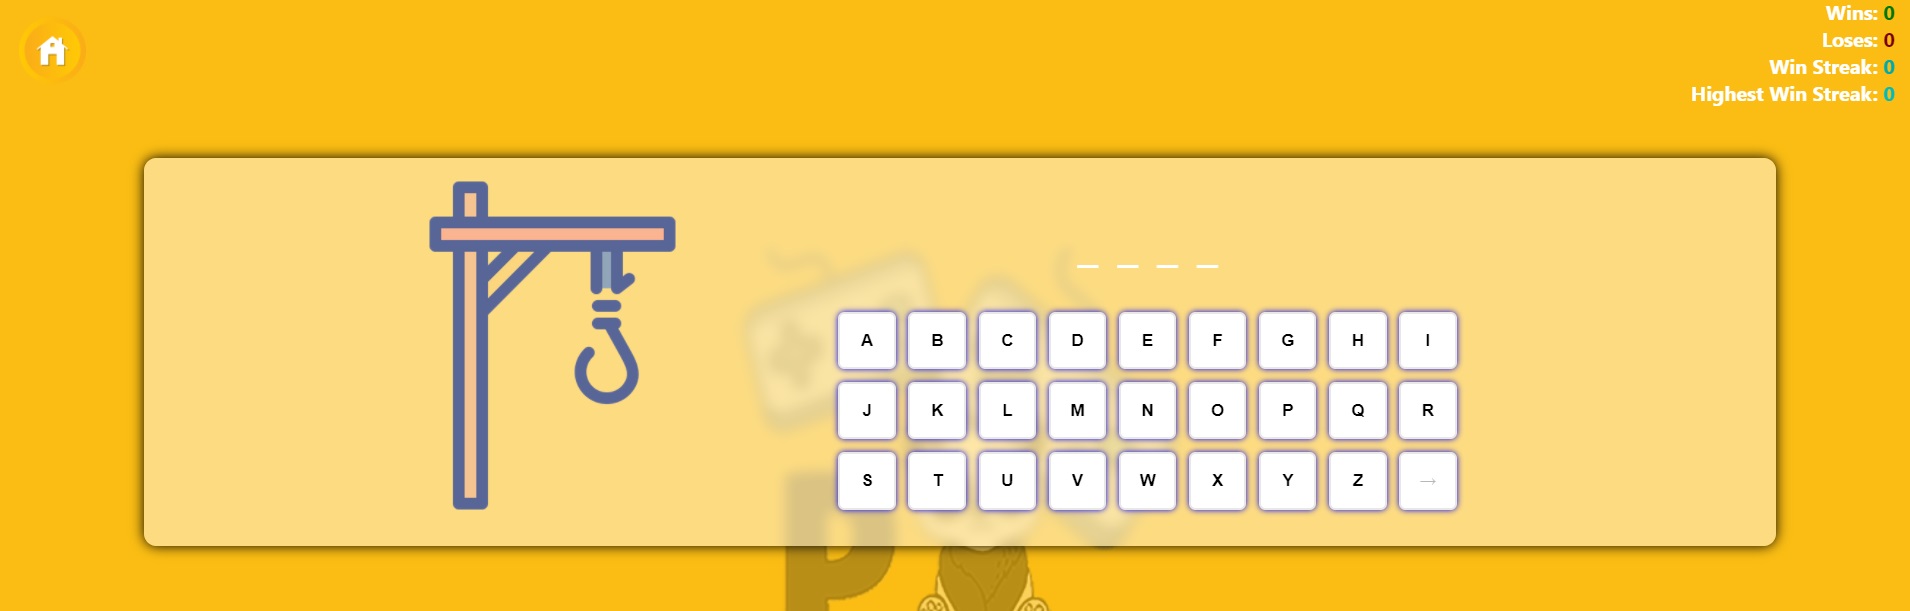 Wins: 0
Loses: 0
Win Streak: 0
Highest Win Streak: 0
_ _ _ _
A B C D E F G H I
J K L M N O P Q R
S T U V W X Y Z →
P